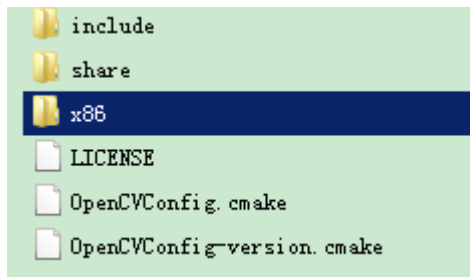 include
share
x86
LICENSE
OpenCVConfig.cmake
OpenCVConfig-version.cmake